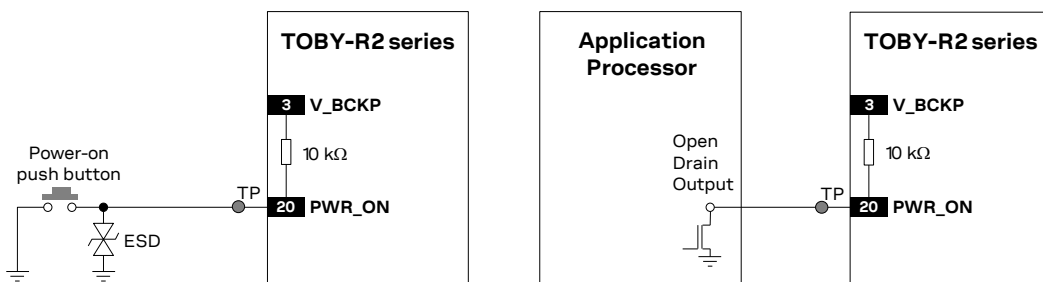 TOBY-R2 series
3 V_BCKP
10 kΩ
Power-on
push button
TP
20 PWR_ON
ESD
Application
Processor
Open
Drain
Output
TP
TOBY-R2 series
3 V_BCKP
10 kΩ
20 PWR_ON